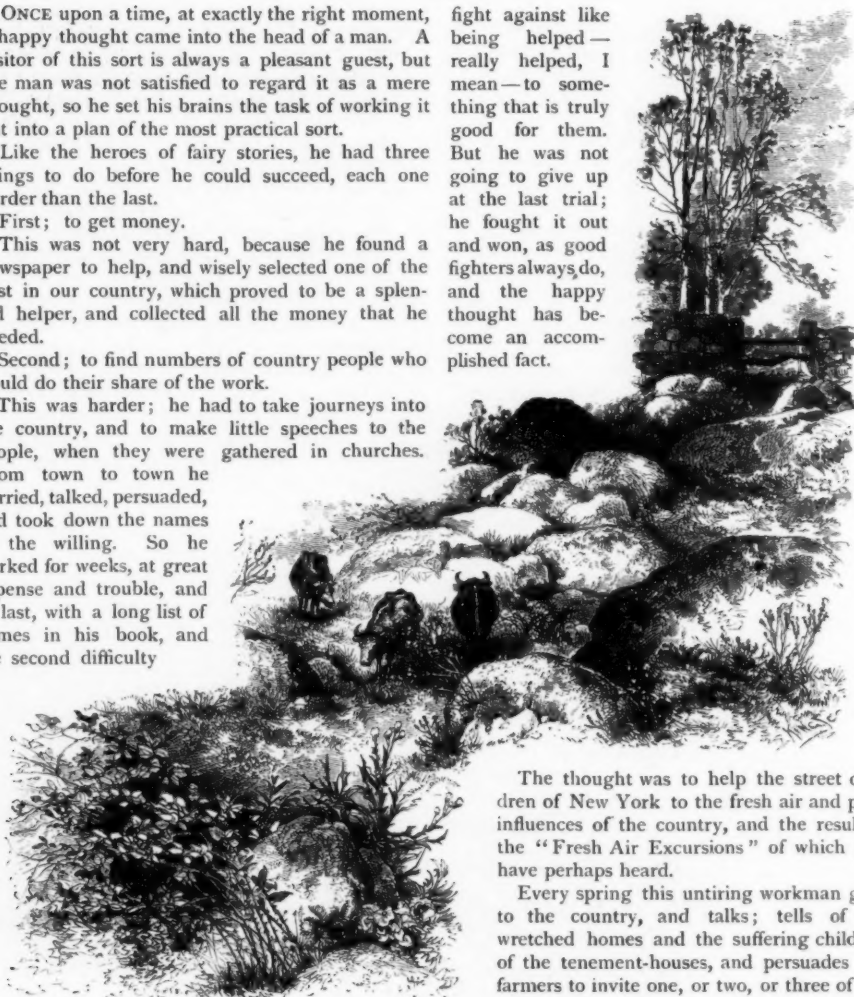 ONCE upon a time, at exactly the right moment,
happy thought came into the head of a man. A
sitor of this sort is always a pleasant guest, but
e man was not satisfied to regard it as a mere
ought, so he set his brains the task of working it
t into a plan of the most practical sort.
Like the heroes of fairy stories, he had three
ings to do before he could succeed, each one
rder than the last.
First; to get money.
This was not very hard, because he found a
wspaper to help, and wisely selected one of the
st in our country, which proved to be a splen-
d helper, and collected all the money that he
eded.
Second; to find numbers of country people who
uld do their share of the work.
This was harder; he had to take journeys into
e country, and to make little speeches to the
ople, when they were gathered in churches.
om town to town he
rried, talked, persuaded,
d took down the names
the willing. So he
rked for weeks, at great
pense and trouble, and
last, with a long list of
mes in his book, and
e second difficulty
fight against like
being helped—
really helped, I
mean—to some-
thing that is truly
good for them.
But he was not
going to give up
at the last trial;
he fought it out
and won, as good
fighters always do,
and the happy
thought has be-
come an accom-
plished fact.
The thought was to help the street c
dren of New York to the fresh air and p
influences of the country, and the resul
the "Fresh Air Excursions" of which
have perhaps heard.
Every spring this untiring workman g
to the country, and talks; tells of
wretched homes and the suffering child
of the tenement-houses, and persuades
farmers to invite one, or two, or three of